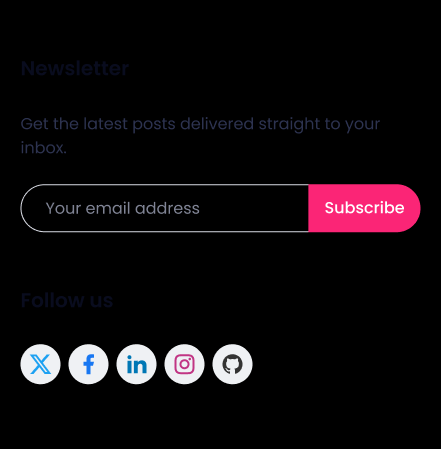 Newsletter
Get the latest posts delivered straight to your
inbox.
Your email address
Subscribe
Follow us